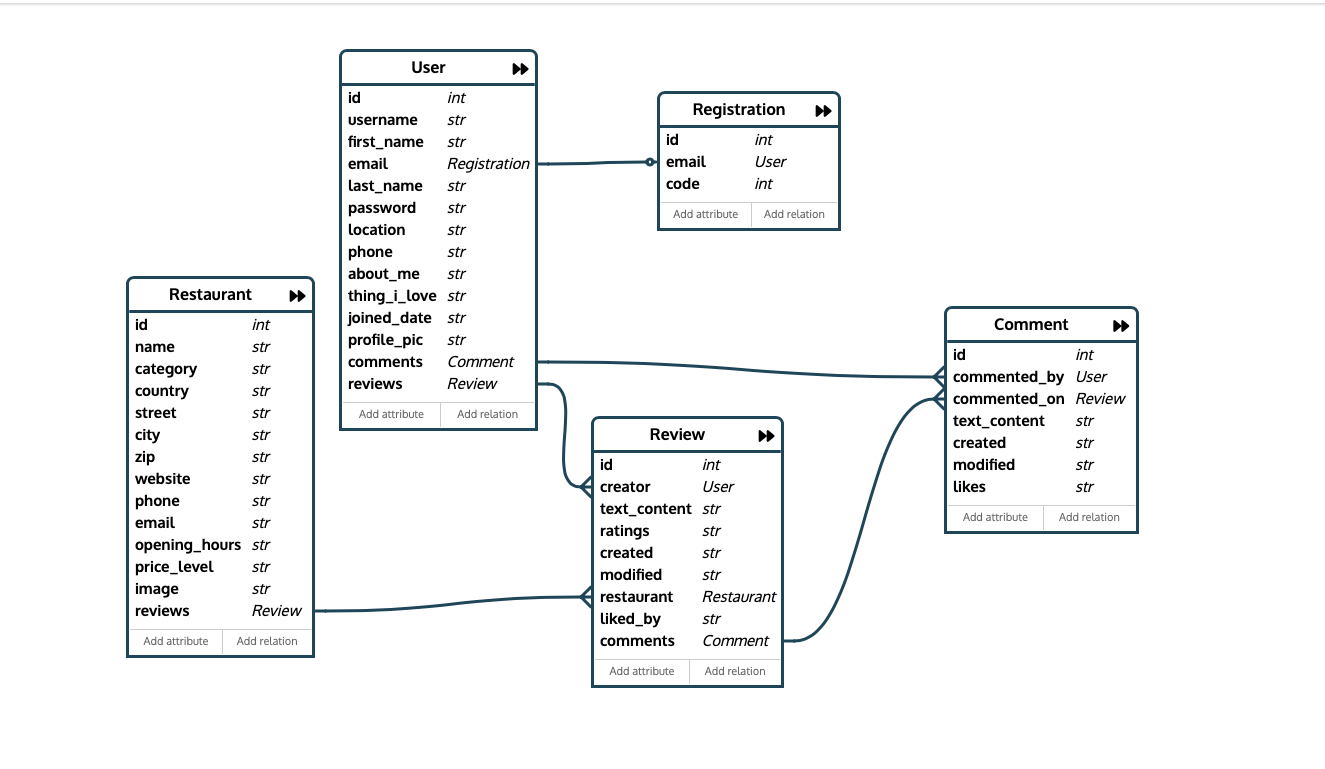 User
id int
username str
first_name str
email Registration
last_name str
password str
location str
phone str
about_me str
thing_i_love str
joined_date str
profile_pic str
comments Comment
reviews Review
Add attribute Add relation
Registration
id int
email User
code int
Add attribute Add relation
Restaurant
id int
name str
category str
country str
street str
city str
zip str
website str
phone str
email str
opening_hours str
price_level str
image str
reviews Review
Add attribute Add relation
Review
id int
creator User
text_content str
ratings str
created str
modified str
restaurant Restaurant
liked_by str
comments Comment
Add attribute Add relation
Comment
id int
commented_by User
commented_on Review
text_content str
created str
modified str
likes str
Add attribute Add relation